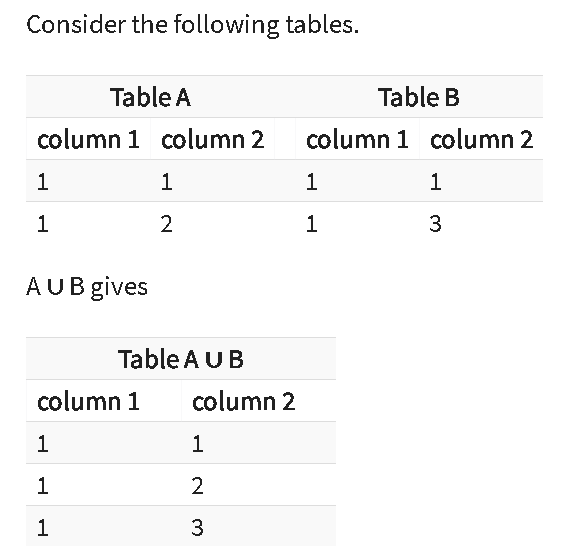 Consider the following tables.
Table A Table B
column 1 column 2 column 1 column 2
1 1 1 1
1 2 1 3
A ∪ B gives
Table A ∪ B
column 1 column 2
1 1
1 2
1 3